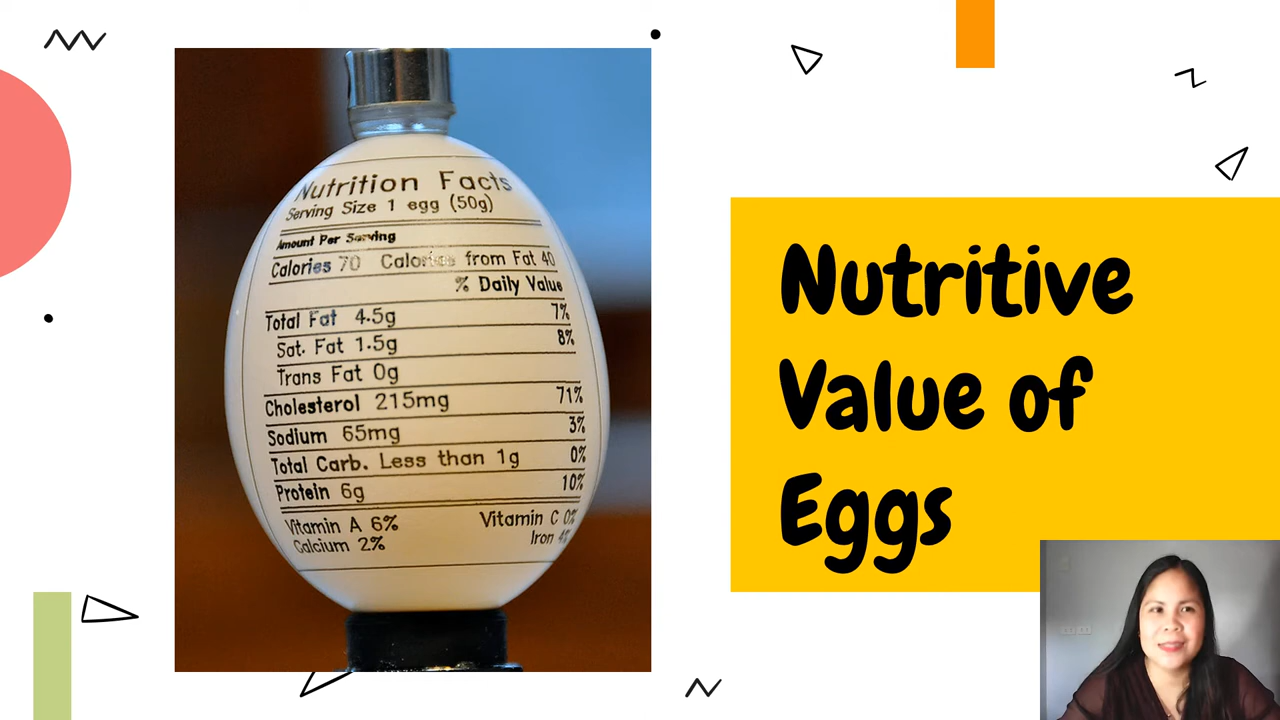 Nutrition Facts
Serving Size 1 egg (50g)
Amount Per Serving
Calories 70 Calories from Fat 40
% Daily Value
Total Fat 4.5g 7%
Sat. Fat 1.5g 8%
Trans Fat 0g
Cholesterol 215mg 71%
Sodium 65mg 3%
Total Carb. Less than 1g 0%
Protein 6g 10%
Vitamin A 6% Vitamin C 0%
Calcium 2% Iron 4%
Nutritive
Value of
Eggs